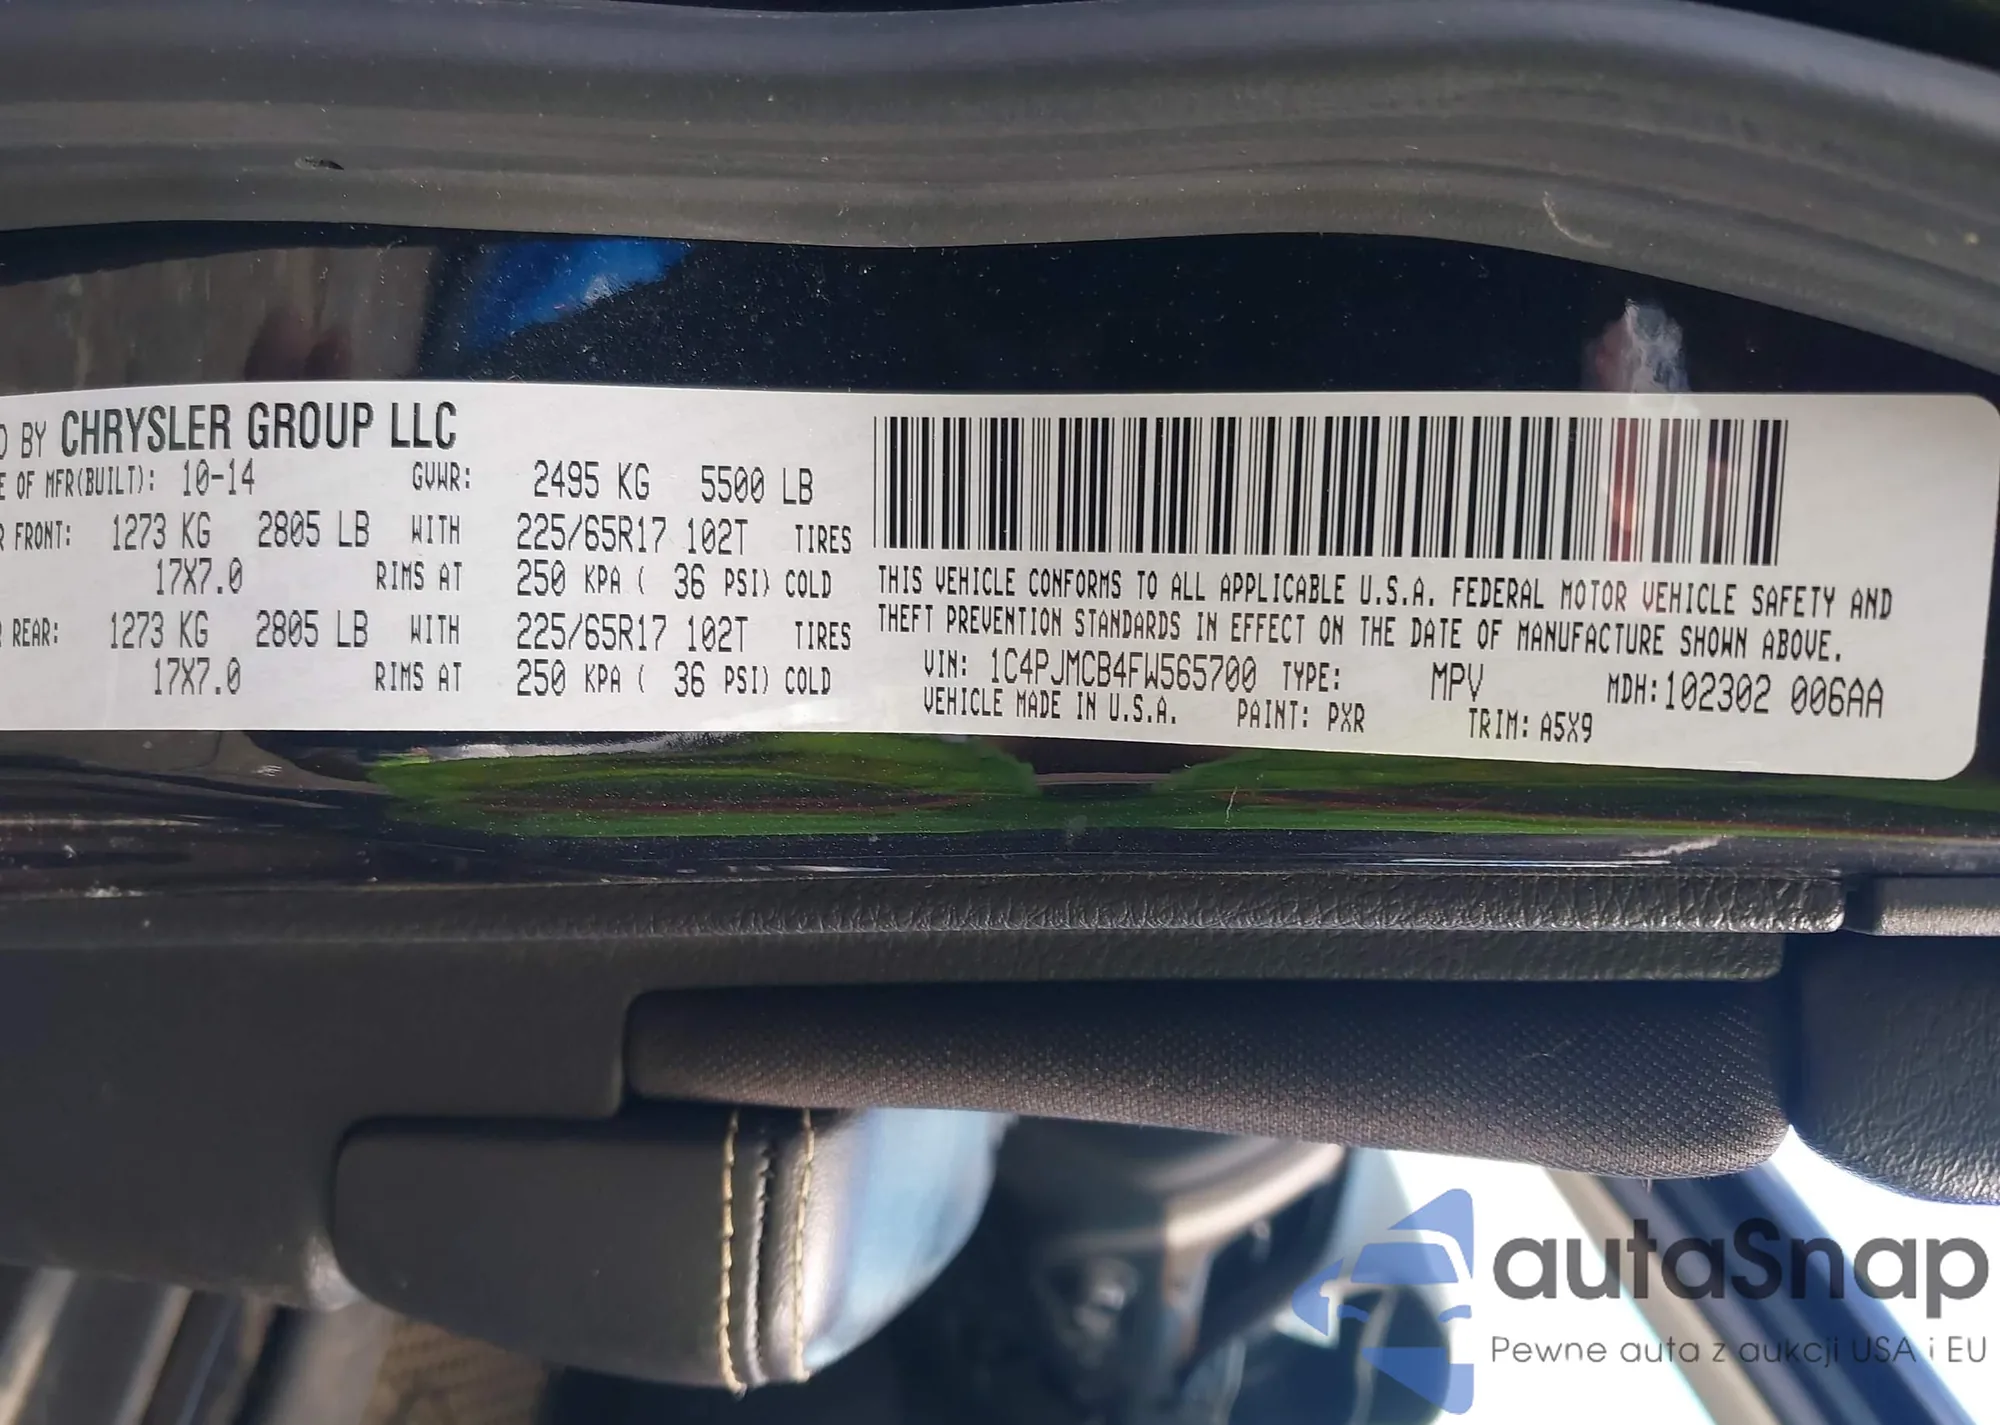 D BY CHRYSLER GROUP LLC
E OF MFR(BUILT): 10-14 GVWR: 2495 KG 5500 LB
R FRONT: 1273 KG 2805 LB WITH 225/65R17 102T TIRES
17X7.0 RIMS AT 250 KPA ( 36 PSI) COLD
R REAR: 1273 KG 2805 LB WITH 225/65R17 102T TIRES
17X7.0 RIMS AT 250 KPA ( 36 PSI) COLD
THIS VEHICLE CONFORMS TO ALL APPLICABLE U.S.A. FEDERAL MOTOR VEHICLE SAFETY AND
THEFT PREVENTION STANDARDS IN EFFECT ON THE DATE OF MANUFACTURE SHOWN ABOVE.
VIN: 1C4PJMCB4FW565700 TYPE: MPV MDH:102302 006AA
VEHICLE MADE IN U.S.A. PAINT: PXR TRIM: A5X9
autaSnap
Pewne auta z aukcji USA i EU